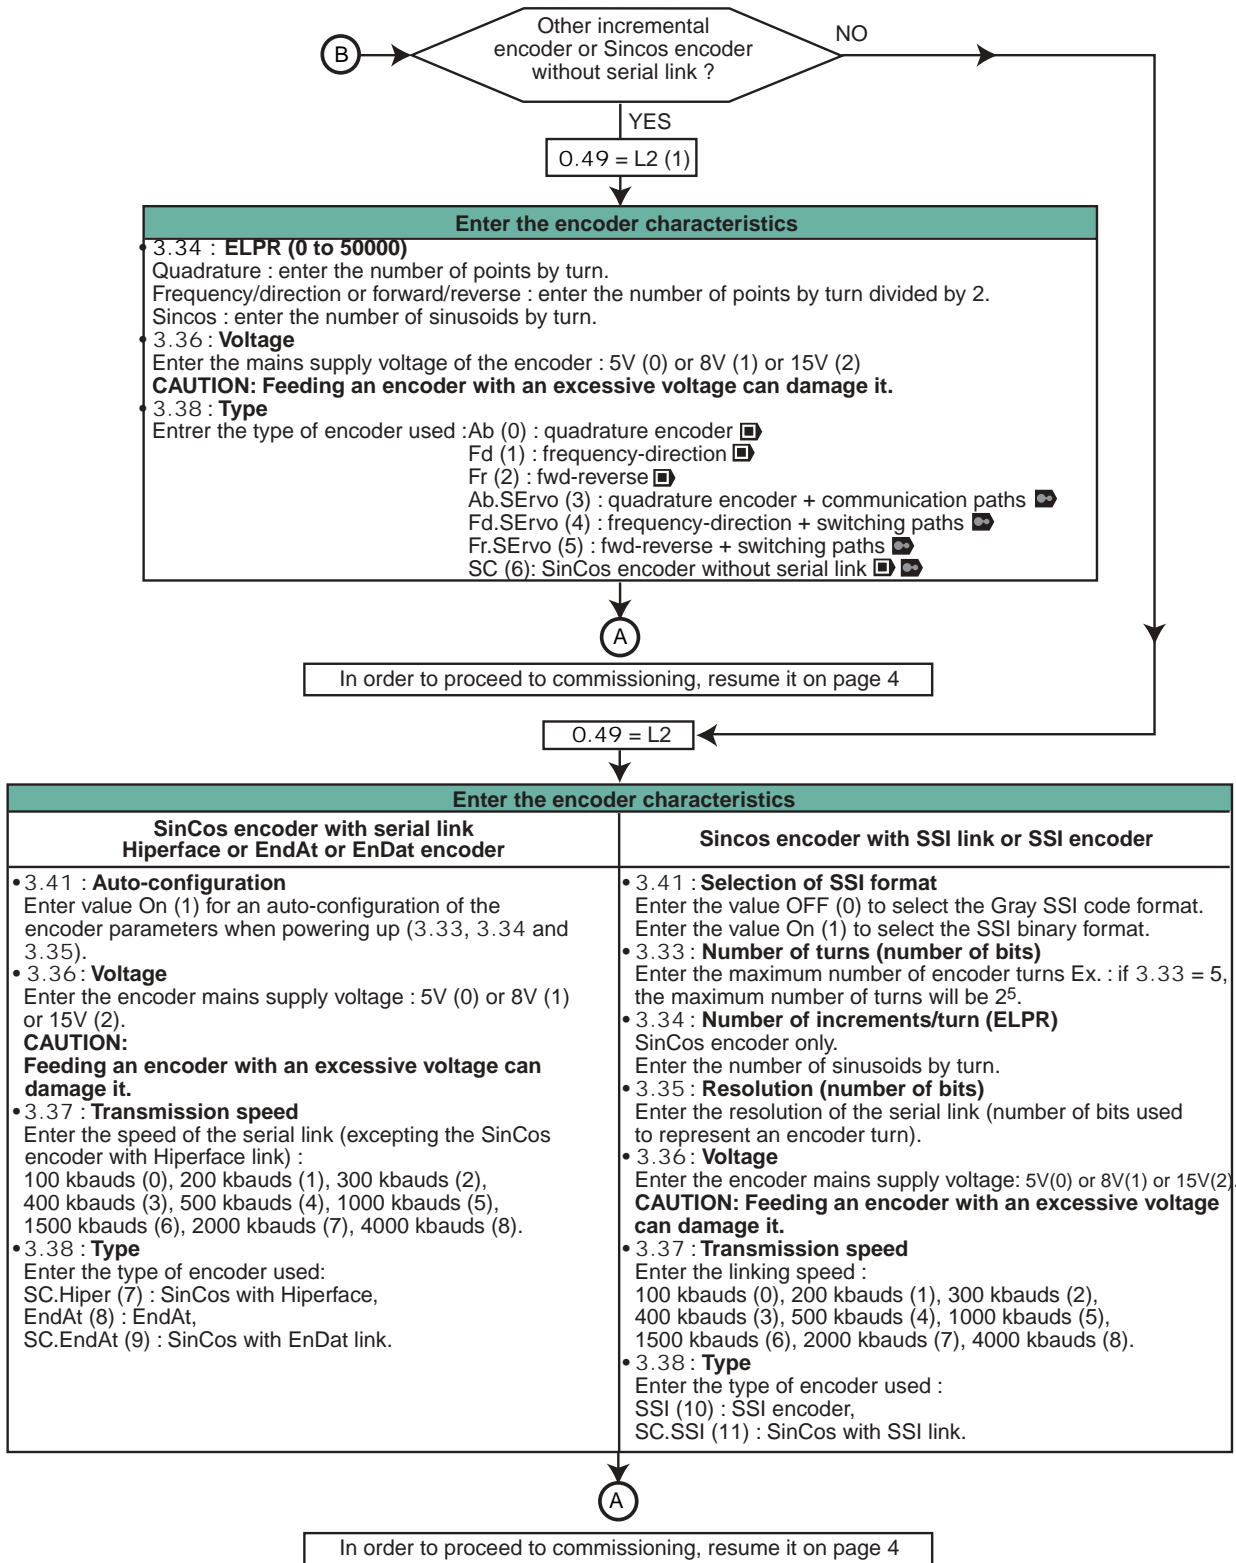 Other incremental
encoder or Sincos encoder
without serial link ?
B
NO
YES
0.49 = L2 (1)
Enter the encoder characteristics
• 3.34 : ELPR (0 to 50000)
Quadrature : enter the number of points by turn.
Frequency/direction or forward/reverse : enter the number of points by turn divided by 2.
Sincos : enter the number of sinusoids by turn.
• 3.36 : Voltage
Enter the mains supply voltage of the encoder : 5V (0) or 8V (1) or 15V (2)
CAUTION: Feeding an encoder with an excessive voltage can damage it.
• 3.38 : Type
Entrer the type of encoder used : Ab (0) : quadrature encoder
Fd (1) : frequency-direction
Fr (2) : fwd-reverse
Ab.SErvo (3) : quadrature encoder + communication paths
Fd.SErvo (4) : frequency-direction + switching paths
Fr.SErvo (5) : fwd-reverse + switching paths
SC (6): SinCos encoder without serial link
A
In order to proceed to commissioning, resume it on page 4
0.49 = L2
Enter the encoder characteristics
SinCos encoder with serial link
Hiperface or EndAt or EnDat encoder
• 3.41 : Auto-configuration
Enter value On (1) for an auto-configuration of the
encoder parameters when powering up (3.33, 3.34 and
3.35).
• 3.36 : Voltage
Enter the encoder mains supply voltage : 5V (0) or 8V (1)
or 15V (2).
CAUTION:
Feeding an encoder with an excessive voltage can
damage it.
• 3.37 : Transmission speed
Enter the speed of the serial link (excepting the SinCos
encoder with Hiperface link) :
100 kbauds (0), 200 kbauds (1), 300 kbauds (2),
400 kbauds (3), 500 kbauds (4), 1000 kbauds (5),
1500 kbauds (6), 2000 kbauds (7), 4000 kbauds (8).
• 3.38 : Type
Enter the type of encoder used:
SC.Hiper (7) : SinCos with Hiperface,
EndAt (8) : EndAt,
SC.EndAt (9) : SinCos with EnDat link.
Sincos encoder with SSI link or SSI encoder
• 3.41 : Selection of SSI format
Enter the value OFF (0) to select the Gray SSI code format.
Enter the value On (1) to select the SSI binary format.
• 3.33 : Number of turns (number of bits)
Enter the maximum number of encoder turns Ex. : if 3.33 = 5,
the maximum number of turns will be 2⁵.
• 3.34 : Number of increments/turn (ELPR)
SinCos encoder only.
Enter the number of sinusoids by turn.
• 3.35 : Resolution (number of bits)
Enter the resolution of the serial link (number of bits used
to represent an encoder turn).
• 3.36 : Voltage
Enter the encoder mains supply voltage: 5V(0) or 8V(1) or 15V(2).
CAUTION: Feeding an encoder with an excessive voltage
can damage it.
• 3.37 : Transmission speed
Enter the linking speed :
100 kbauds (0), 200 kbauds (1), 300 kbauds (2),
400 kbauds (3), 500 kbauds (4), 1000 kbauds (5),
1500 kbauds (6), 2000 kbauds (7), 4000 kbauds (8).
• 3.38 : Type
Enter the type of encoder used :
SSI (10) : SSI encoder,
SC.SSI (11) : SinCos with SSI link.
A
In order to proceed to commissioning, resume it on page 4